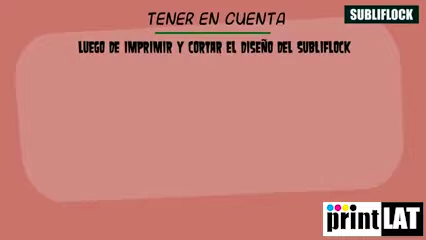 TENER EN CUENTA
SUBLIFLOCK
LUEGO DE IMPRIMIR Y CORTAR EL DISEÑO DEL SUBLIFLOCK
printLAT